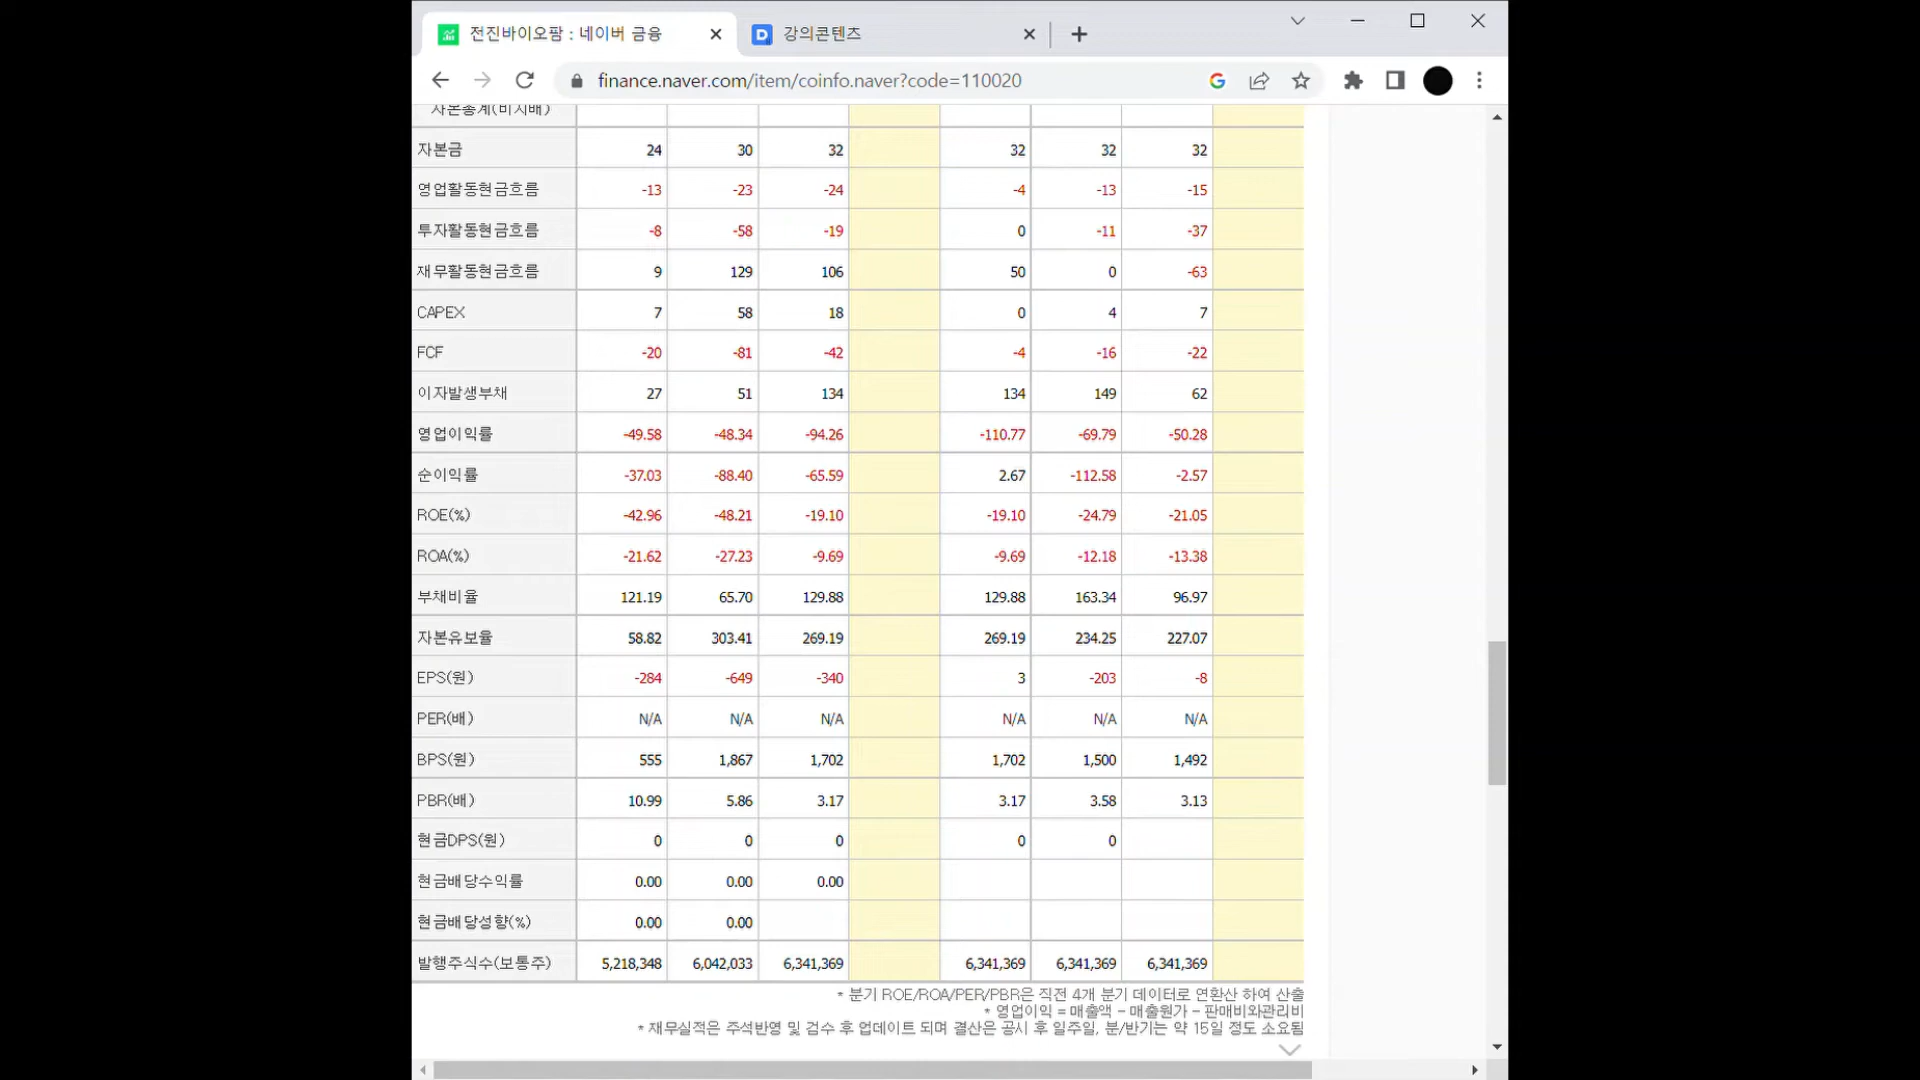 전진바이오팜 : 네이버 금융
강의콘텐츠
finance.naver.com/item/coinfo.naver?code=110020
자본총계(비지배)
자본금 24 30 32 32 32 32
영업활동현금흐름 -13 -23 -24 -4 -13 -15
투자활동현금흐름 -8 -58 -19 0 -11 -37
재무활동현금흐름 9 129 106 50 0 -63
CAPEX 7 58 18 0 4 7
FCF -20 -81 -42 -4 -16 -22
이자발생부채 27 51 134 134 149 62
영업이익률 -49.58 -48.34 -94.26 -110.77 -69.79 -50.28
순이익률 -37.03 -88.40 -65.59 2.67 -112.58 -2.57
ROE(%) -42.96 -48.21 -19.10 -19.10 -24.79 -21.05
ROA(%) -21.62 -27.23 -9.69 -9.69 -12.18 -13.38
부채비율 121.19 65.70 129.88 129.88 163.34 96.97
자본유보율 58.82 303.41 269.19 269.19 234.25 227.07
EPS(원) -284 -649 -340 3 -203 -8
PER(배) N/A N/A N/A N/A N/A N/A
BPS(원) 555 1,867 1,702 1,702 1,500 1,492
PBR(배) 10.99 5.86 3.17 3.17 3.58 3.13
현금DPS(원) 0 0 0 0 0
현금배당수익률 0.00 0.00 0.00
현금배당성향(%) 0.00 0.00
발행주식수(보통주) 5,218,348 6,042,033 6,341,369 6,341,369 6,341,369 6,341,369
* 분기 ROE/ROA/PER/PBR은 직전 4개 분기 데이터로 연환산 하여 산출
* 영업이익 = 매출액 - 매출원가 - 판매비와관리비
* 재무실적은 주석반영 및 검수 후 업데이트 되며 결산은 공시 후 일주일, 분/반기는 약 15일 정도 소요됨